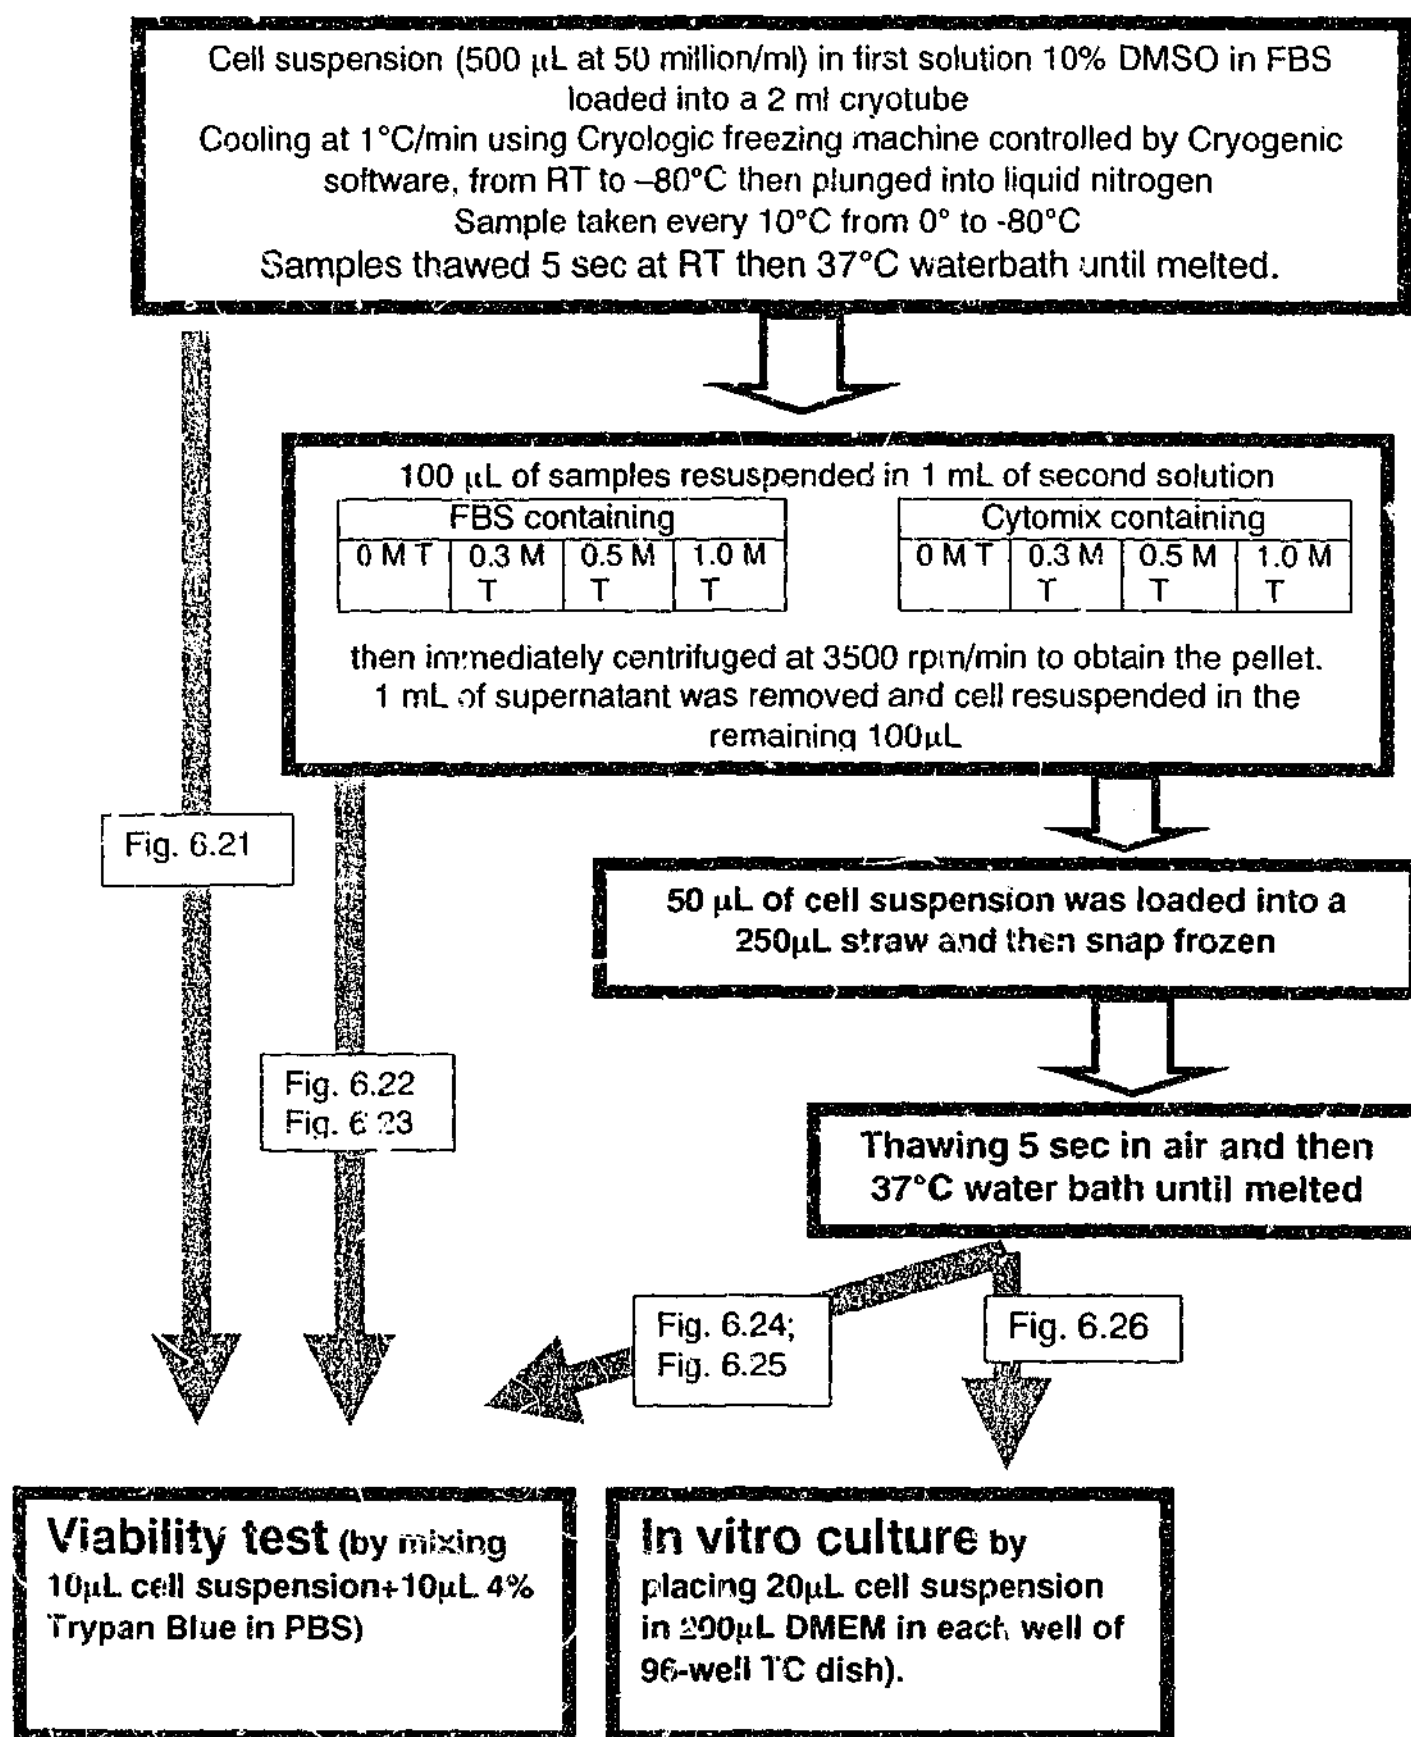 Cell suspension (500 µL at 50 million/ml) in first solution 10% DMSO in FBS
loaded into a 2 ml cryotube
Cooling at 1°C/min using Cryologic freezing machine controlled by Cryogenic
software, from RT to –80°C then plunged into liquid nitrogen
Sample taken every 10°C from 0° to -80°C
Samples thawed 5 sec at RT then 37°C waterbath until melted.
100 µL of samples resuspended in 1 mL of second solution
FBS containing
0 M T 0.3 M T 0.5 M T 1.0 M T
Cytomix containing
0 M T 0.3 M T 0.5 M T 1.0 M T
then immediately centrifuged at 3500 rpm/min to obtain the pellet.
1 mL of supernatant was removed and cell resuspended in the
remaining 100µL
Fig. 6.21
50 µL of cell suspension was loaded into a
250µL straw and then snap frozen
Fig. 6.22
Fig. 6.23
Thawing 5 sec in air and then
37°C water bath until melted
Fig. 6.24;
Fig. 6.25
Fig. 6.26
Viability test (by mixing
10µL cell suspension+10µL 4%
Trypan Blue in PBS)
In vitro culture by
placing 20µL cell suspension
in 200µL DMEM in each well of
96-well TC dish).